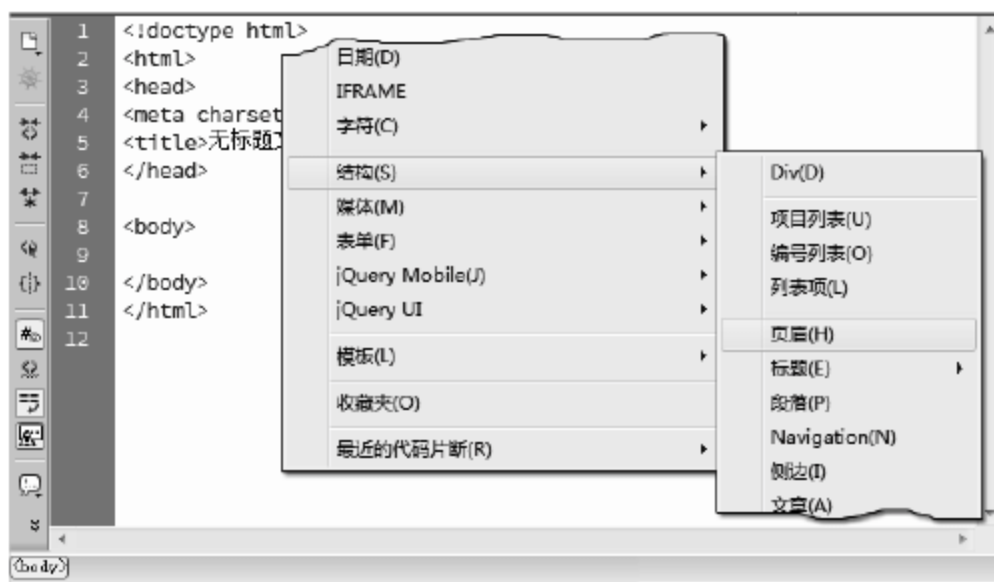 1 <!doctype html>
2 <html>
3 <head>
4 <meta charset
5 <title>无标题
6 </head>
7
8 <body>
9
10 </body>
11 </html>
12
日期(D)
IFRAME
字符(C)
结构(S)
媒体(M)
表单(F)
jQuery Mobile(J)
jQuery UI
模板(L)
收藏夹(O)
最近的代码片断(R)
Div(D)
项目列表(U)
编号列表(O)
列表项(L)
页眉(H)
标题(E)
段落(P)
Navigation(N)
侧边(I)
文章(A)
<body>